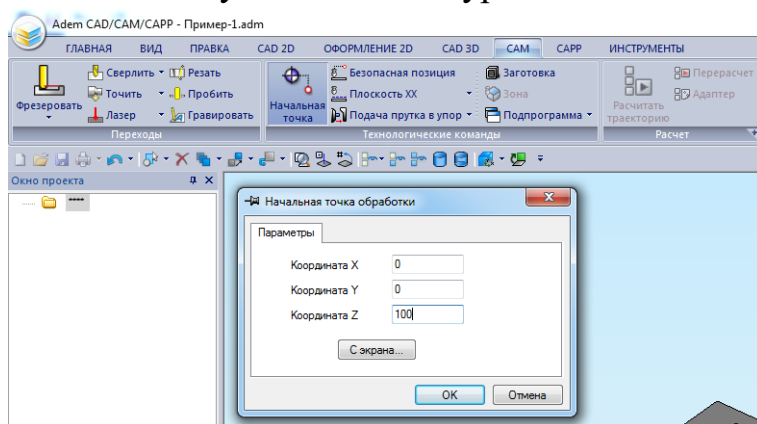 Adem CAD/CAM/CAPP - Пример-1.adm
ГЛАВНАЯ ВИД ПРАВКА CAD 2D ОФОРМЛЕНИЕ 2D CAD 3D CAM CAPP ИНСТРУМЕНТЫ
Фрезеровать
Сверлить Резать
Точить Пробить
Лазер Гравировать
Переходы
Начальная
точка
Безопасная позиция Заготовка
Плоскость XX Зона
Подача прутка в упор Подпрограмма
Технологические команды
Расчитать
траекторию
Перерасчет
Адаптер
Расчет
Окно проекта
****
Начальная точка обработки
Параметры
Координата X 0
Координата Y 0
Координата Z 100
С экрана...
OK Отмена